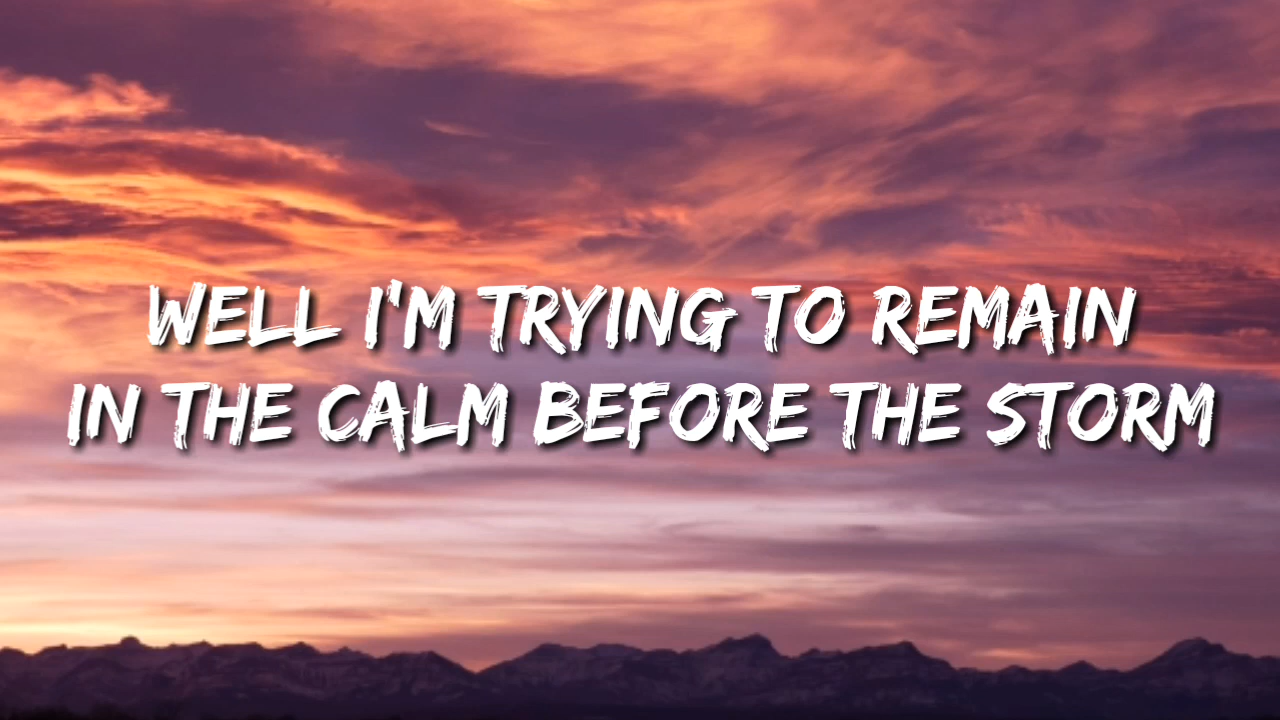 WELL I'M TRYING TO REMAIN
IN THE CALM BEFORE THE STORM